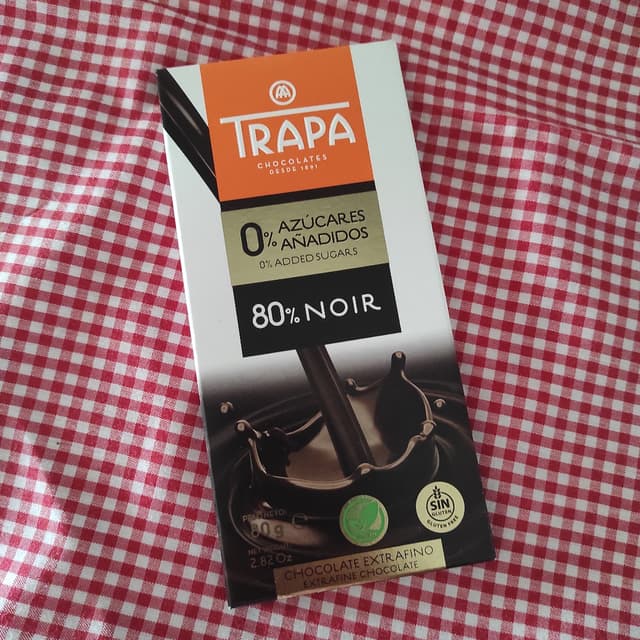 TRAPA
CHOCOLATES
DESDE 1891
0% AZÚCARES
AÑADIDOS
0% ADDED SUGARS
80% NOIR
80g
2.82 Oz
SIN
GLUTEN
GLUTEN FREE
CHOCOLATE EXTRAFINO
EXTRAFINE CHOCOLATE